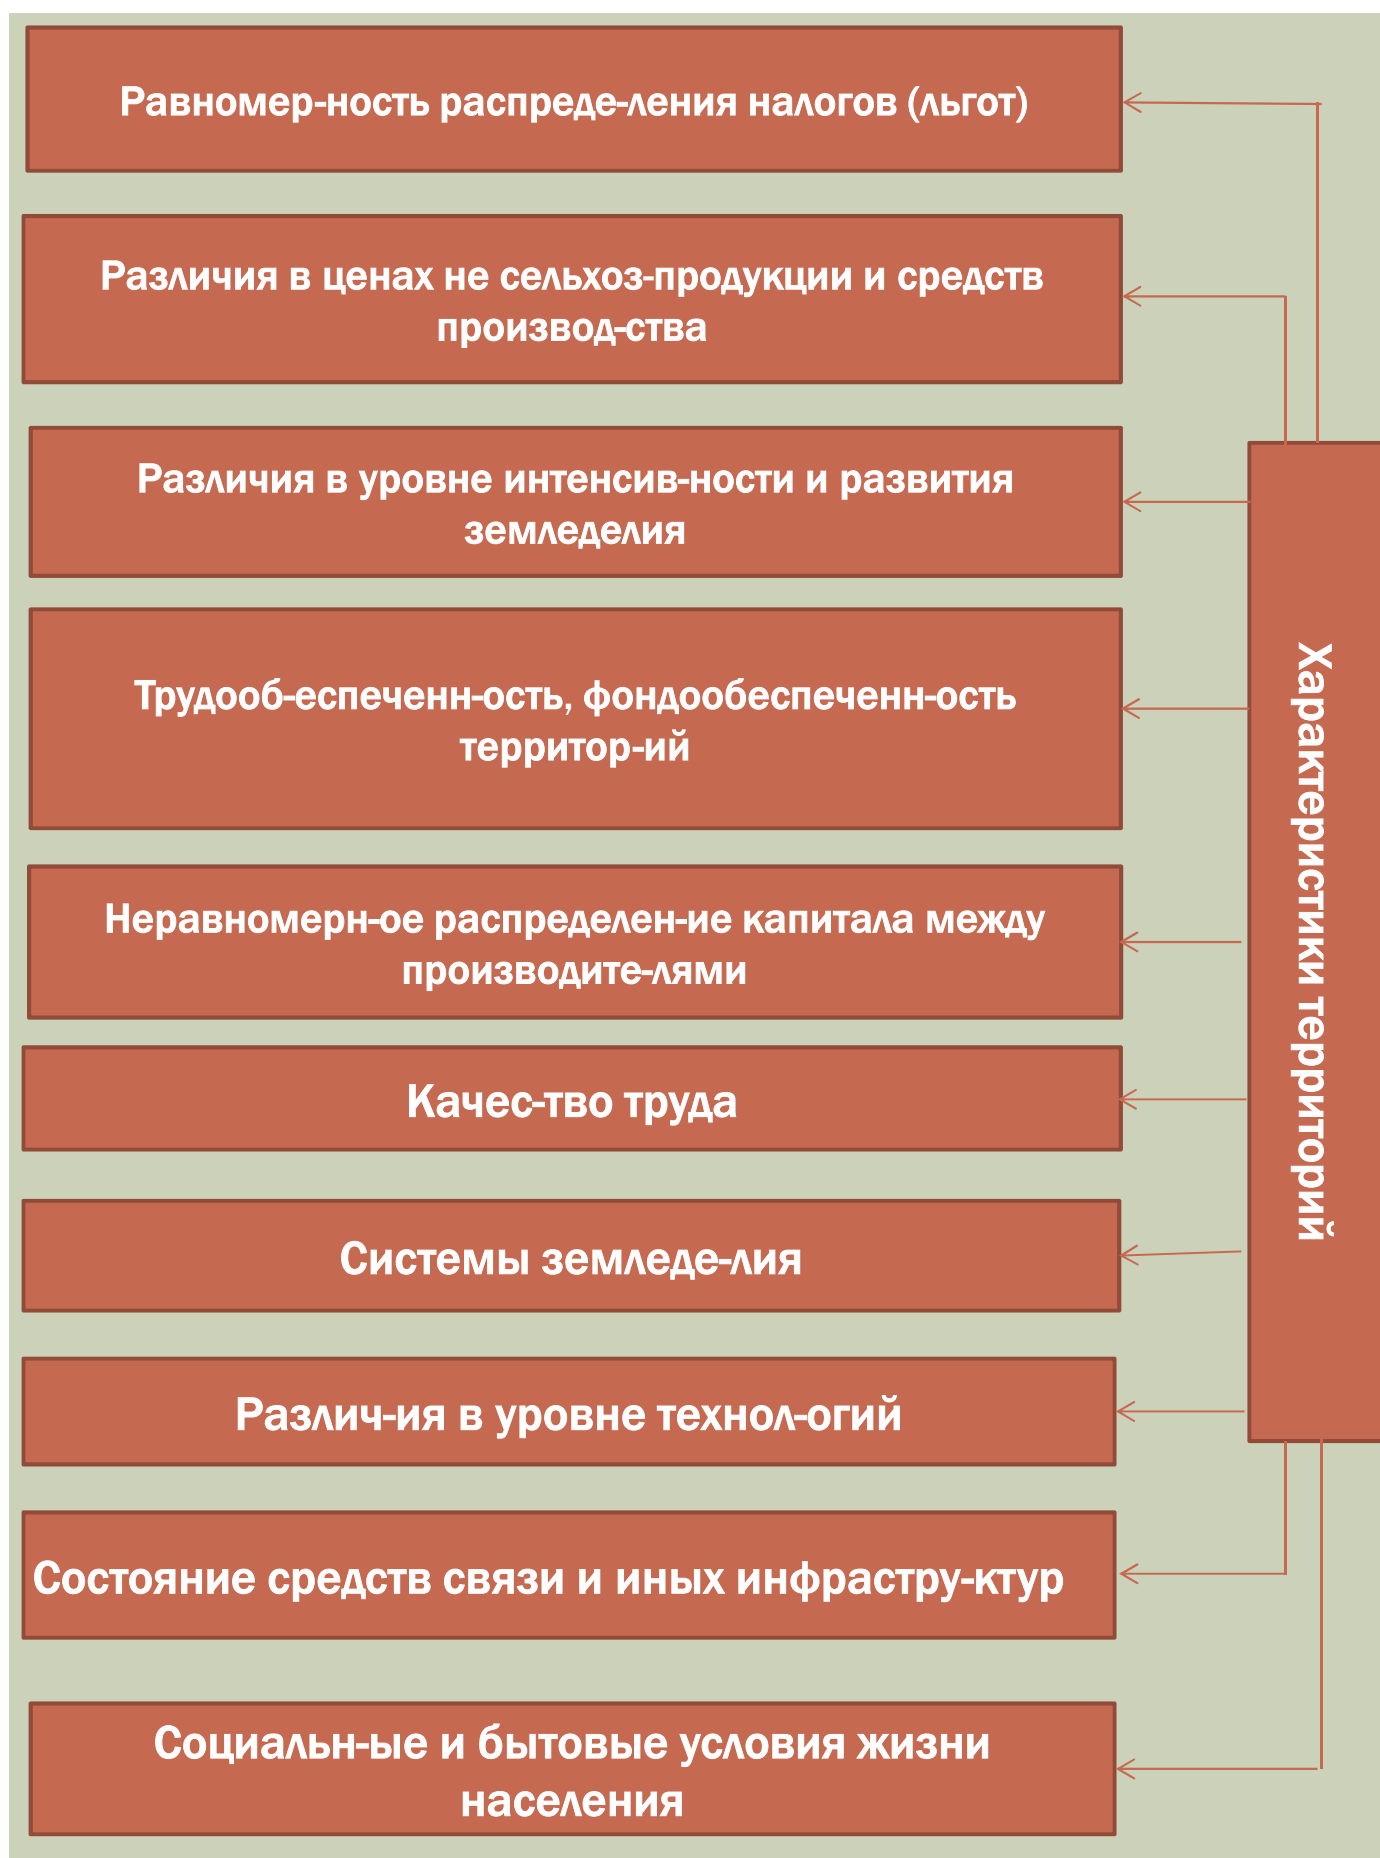 Равномер-ность распреде-ления налогов (льгот)
Различия в ценах не сельхоз-продукции и средств
производ-ства
Различия в уровне интенсив-ности и развития
земледелия
Трудооб-еспеченн-ость, фондообеспеченн-ость
территор-ий
Неравномерн-ое распределен-ие капитала между
производите-лями
Качес-тво труда
Системы земледе-лия
Различ-ия в уровне технол-огий
Состояние средств связи и иных инфрастру-ктур
Социальн-ые и бытовые условия жизни
населения
Характеристики территорий